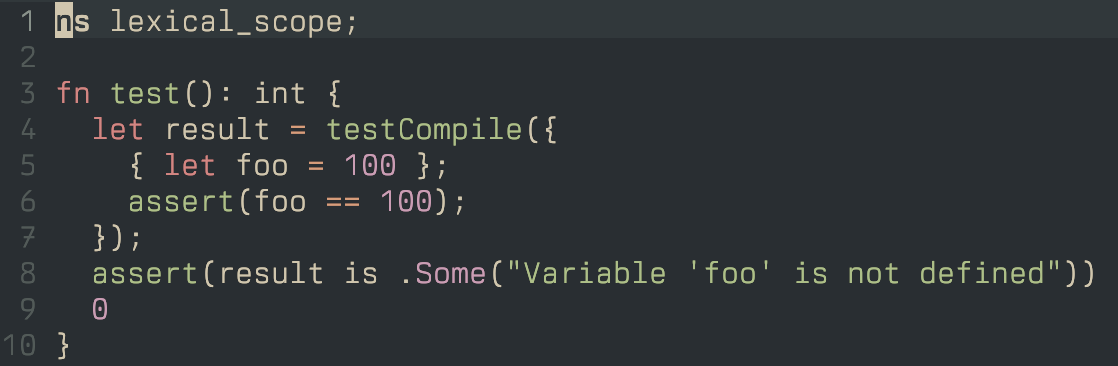 1 ns lexical_scope;
2
3 fn test(): int {
4   let result = testCompile({
5     { let foo = 100 };
6     assert(foo == 100);
7   });
8   assert(result is .Some("Variable 'foo' is not defined"))
9   0
10 }